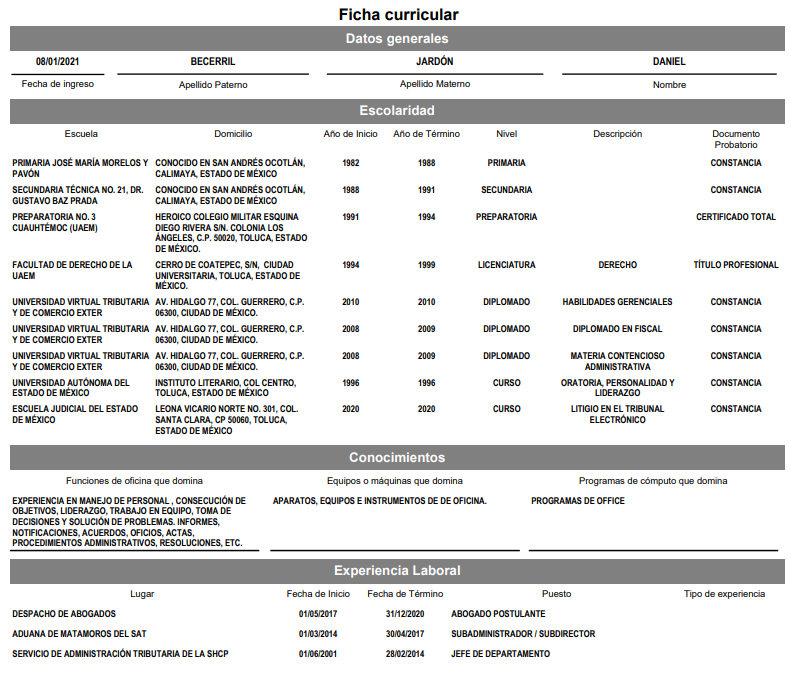 Ficha curricular
Datos generales
08/01/2021 BECERRIL JARDÓN DANIEL
Fecha de ingreso Apellido Paterno Apellido Materno Nombre
Escolaridad
Escuela Domicilio Año de Inicio Año de Término Nivel Descripción Documento
Probatorio
PRIMARIA JOSÉ MARÍA MORELOS Y CONOCIDO EN SAN ANDRÉS OCOTLÁN, 1982 1988 PRIMARIA CONSTANCIA
PAVÓN CALIMAYA, ESTADO DE MÉXICO
SECUNDARIA TÉCNICA NO. 21, DR. CONOCIDO EN SAN ANDRÉS OCOTLÁN, 1988 1991 SECUNDARIA CONSTANCIA
GUSTAVO BAZ PRADA CALIMAYA, ESTADO DE MÉXICO
PREPARATORIA NO. 3 HEROICO COLEGIO MILITAR ESQUINA 1991 1994 PREPARATORIA CERTIFICADO TOTAL
CUAUHTÉMOC (UAEM) DIEGO RIVERA S/N. COLONIA LOS
ÁNGELES, C.P. 50020, TOLUCA, ESTADO
DE MÉXICO.
FACULTAD DE DERECHO DE LA CERRO DE COATEPEC, S/N, CIUDAD 1994 1999 LICENCIATURA DERECHO TÍTULO PROFESIONAL
UAEM UNIVERSITARIA, TOLUCA, ESTADO DE
MÉXICO.
UNIVERSIDAD VIRTUAL TRIBUTARIA AV. HIDALGO 77, COL. GUERRERO, C.P. 2010 2010 DIPLOMADO HABILIDADES GERENCIALES CONSTANCIA
Y DE COMERCIO EXTER 06300, CIUDAD DE MÉXICO.
UNIVERSIDAD VIRTUAL TRIBUTARIA AV. HIDALGO 77, COL. GUERRERO, C.P. 2008 2009 DIPLOMADO DIPLOMADO EN FISCAL CONSTANCIA
Y DE COMERCIO EXTER 06300, CIUDAD DE MÉXICO.
UNIVERSIDAD VIRTUAL TRIBUTARIA AV. HIDALGO 77, COL. GUERRERO, C.P. 2008 2009 DIPLOMADO MATERIA CONTENCIOSO CONSTANCIA
Y DE COMERCIO EXTER 06300, CIUDAD DE MÉXICO. ADMINISTRATIVA
UNIVERSIDAD AUTÓNOMA DEL INSTITUTO LITERARIO, COL CENTRO, 1996 1996 CURSO ORATORIA, PERSONALIDAD Y CONSTANCIA
ESTADO DE MÉXICO TOLUCA, ESTADO DE MÉXICO LIDERAZGO
ESCUELA JUDICIAL DEL ESTADO LEONA VICARIO NORTE NO. 301, COL. 2020 2020 CURSO LITIGIO EN EL TRIBUNAL CONSTANCIA
DE MÉXICO SANTA CLARA, CP 50060, TOLUCA, ELECTRÓNICO
ESTADO DE MÉXICO
Conocimientos
Funciones de oficina que domina Equipos o máquinas que domina Programas de cómputo que domina
EXPERIENCIA EN MANEJO DE PERSONAL , CONSECUCIÓN DE APARATOS, EQUIPOS E INSTRUMENTOS DE DE OFICINA. PROGRAMAS DE OFFICE
OBJETIVOS, LIDERAZGO, TRABAJO EN EQUIPO, TOMA DE
DECISIONES Y SOLUCIÓN DE PROBLEMAS. INFORMES,
NOTIFICACIONES, ACUERDOS, OFICIOS, ACTAS,
PROCEDIMIENTOS ADMINISTRATIVOS, RESOLUCIONES, ETC.
Experiencia Laboral
Lugar Fecha de Inicio Fecha de Término Puesto Tipo de experiencia
DESPACHO DE ABOGADOS 01/05/2017 31/12/2020 ABOGADO POSTULANTE
ADUANA DE MATAMOROS DEL SAT 01/03/2014 30/04/2017 SUBADMINISTRADOR / SUBDIRECTOR
SERVICIO DE ADMINISTRACIÓN TRIBUTARIA DE LA SHCP 01/06/2001 28/02/2014 JEFE DE DEPARTAMENTO